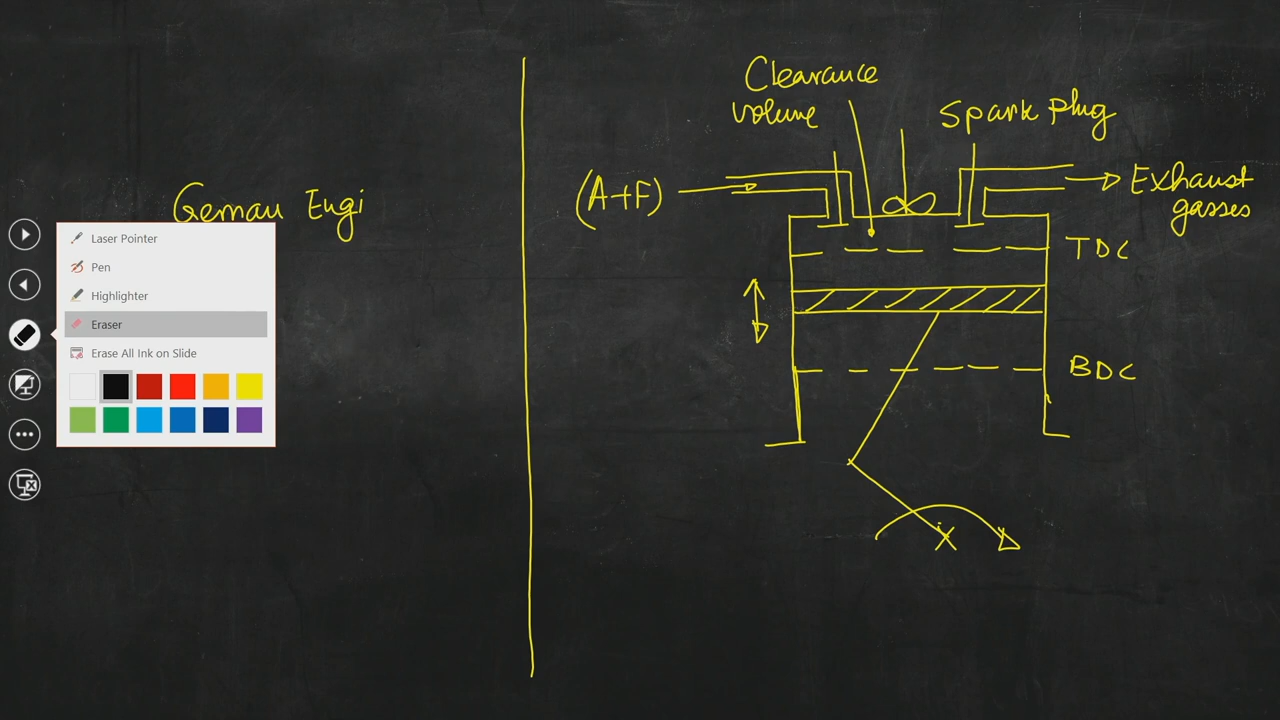 German Engi
Laser Pointer
Pen
Highlighter
Eraser
Erase All Ink on Slide
Clearance
volume
Spark plug
(A+F)
Exhaust
gasses
TDC
BDC